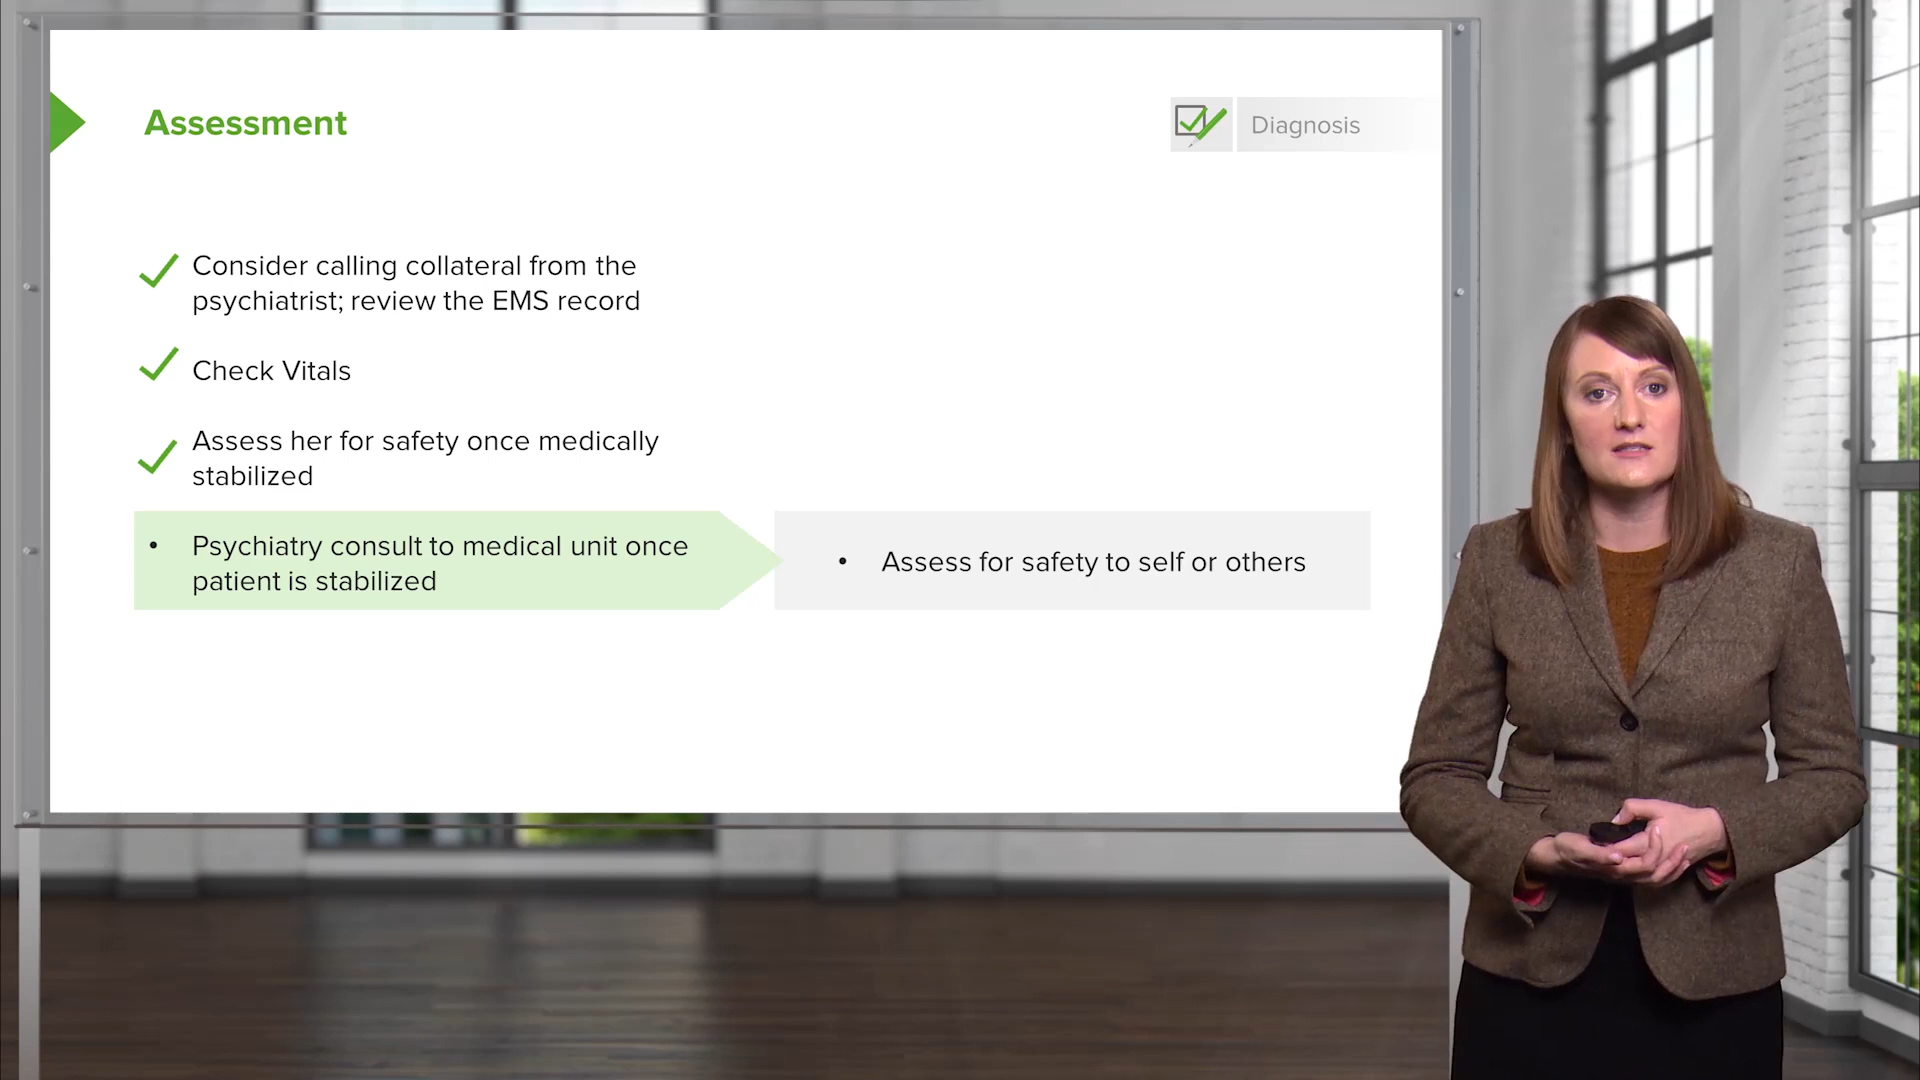 Assessment
Diagnosis
Consider calling collateral from the
psychiatrist; review the EMS record
Check Vitals
Assess her for safety once medically
stabilized
• Psychiatry consult to medical unit once
patient is stabilized
• Assess for safety to self or others